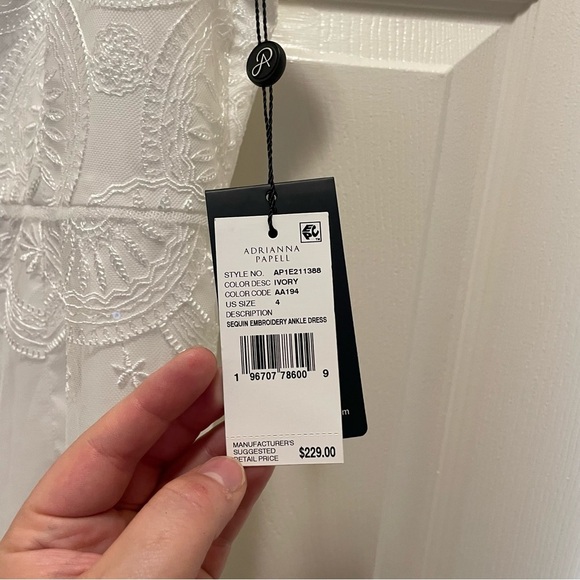 ADRIANNA
PAPELL
STYLE NO. AP1E211388
COLOR DESC IVORY
COLOR CODE AA194
US SIZE 4
DESCRIPTION
SEQUIN EMBROIDERY ANKLE DRESS
1 96707 78600 9
MANUFACTURER'S
SUGGESTED
RETAIL PRICE $229.00